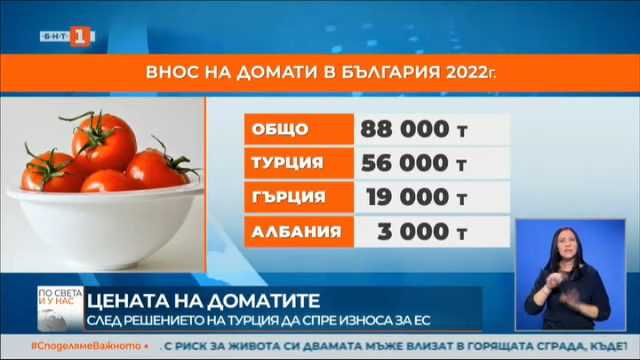 БНТ 1
ВНОС НА ДОМАТИ В БЪЛГАРИЯ 2022г.
ОБЩО 88 000 т
ТУРЦИЯ 56 000 т
ГЪРЦИЯ 19 000 т
АЛБАНИЯ 3 000 т
ПО СВЕТА
И У НАС
ЦЕНАТА НА ДОМАТИТЕ
СЛЕД РЕШЕНИЕТО НА ТУРЦИЯ ДА СПРЕ ИЗНОСА ЗА ЕС
#СподелямеВажното . С РИСК ЗА ЖИВОТА СИ ДВАМАТА МЪЖЕ ВЛИЗАТ В ГОРЯЩАТА СГРАДА, КЪДЕТ